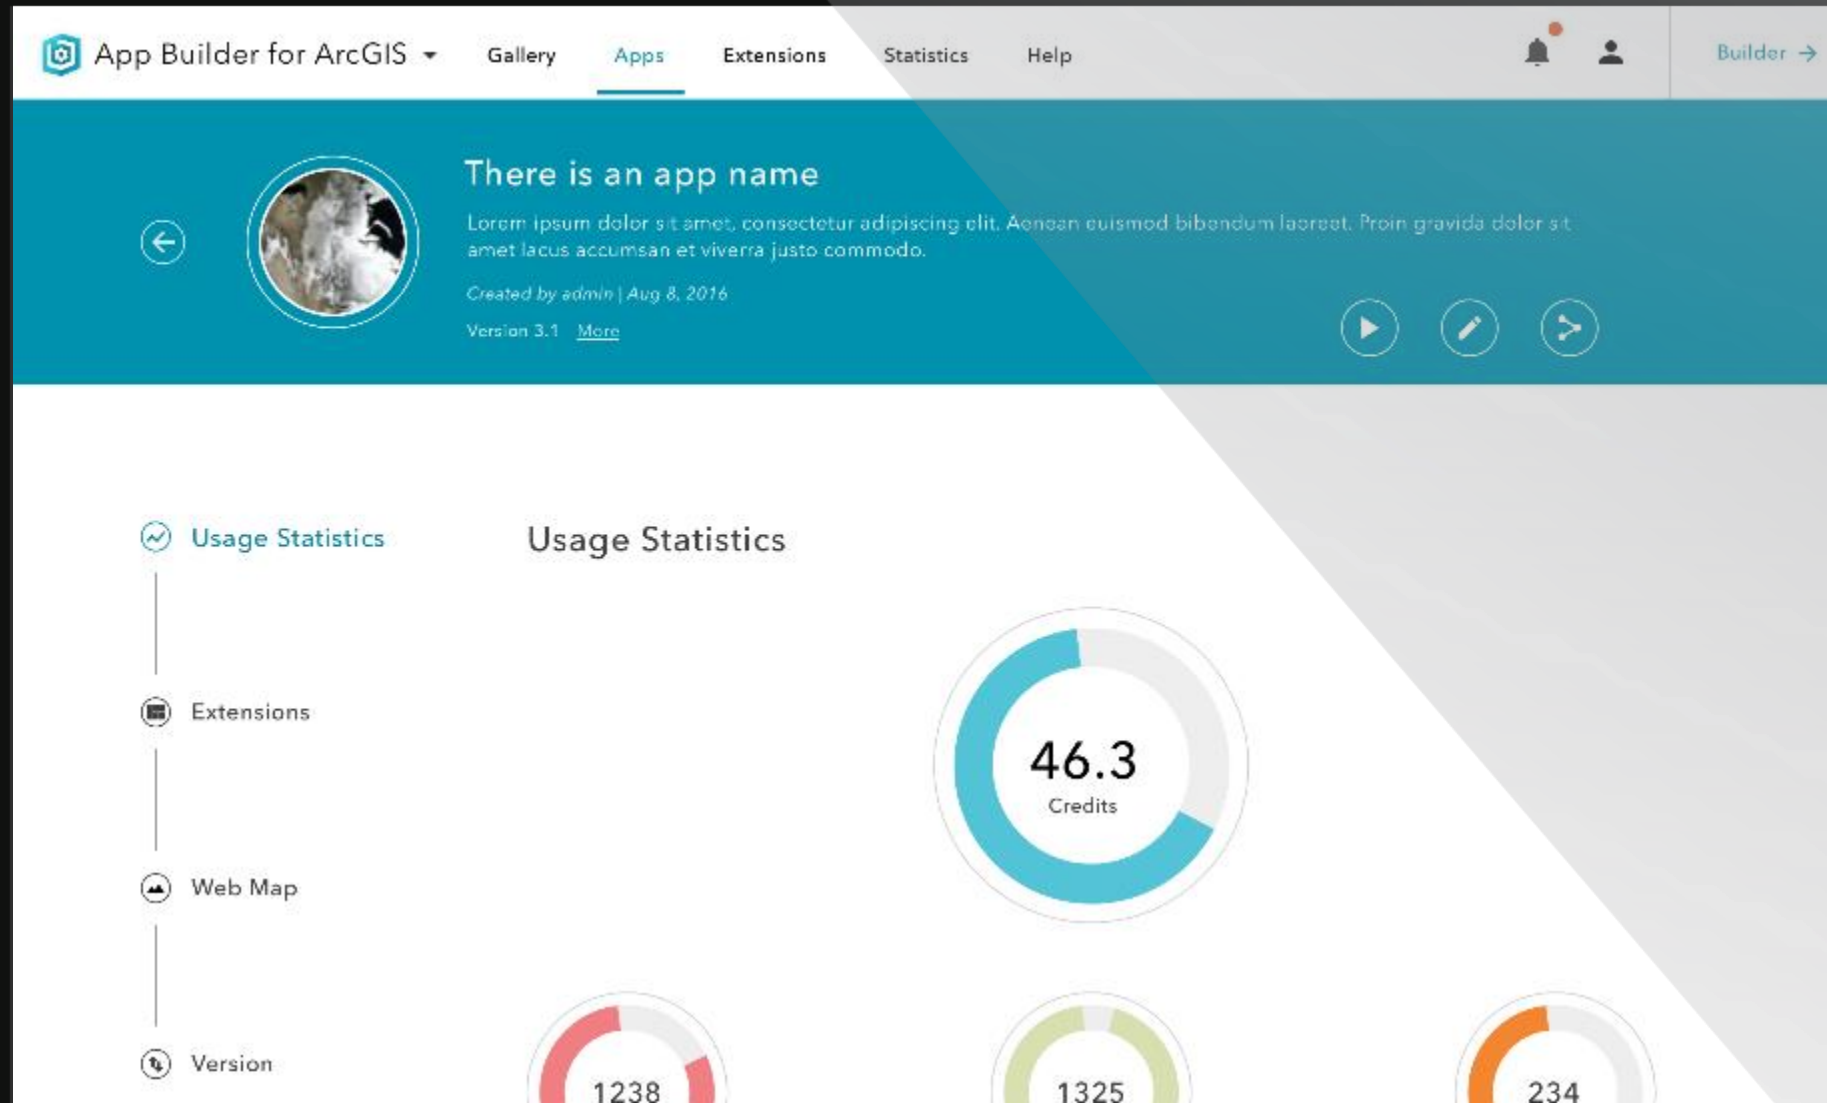 App Builder for ArcGIS Gallery Apps Extensions Statistics Help Builder →
There is an app name
Lorem ipsum dolor sit amet, consectetur adipiscing elit. Aenean euismod bibendum laoreet. Proin gravida dolor sit
amet lacus accumsan et viverra justo commodo.
Created by admin | Aug 8, 2016
Version 3.1 More
Usage Statistics
Extensions
Web Map
Version
Usage Statistics
46.3
Credits
1238
1325
234